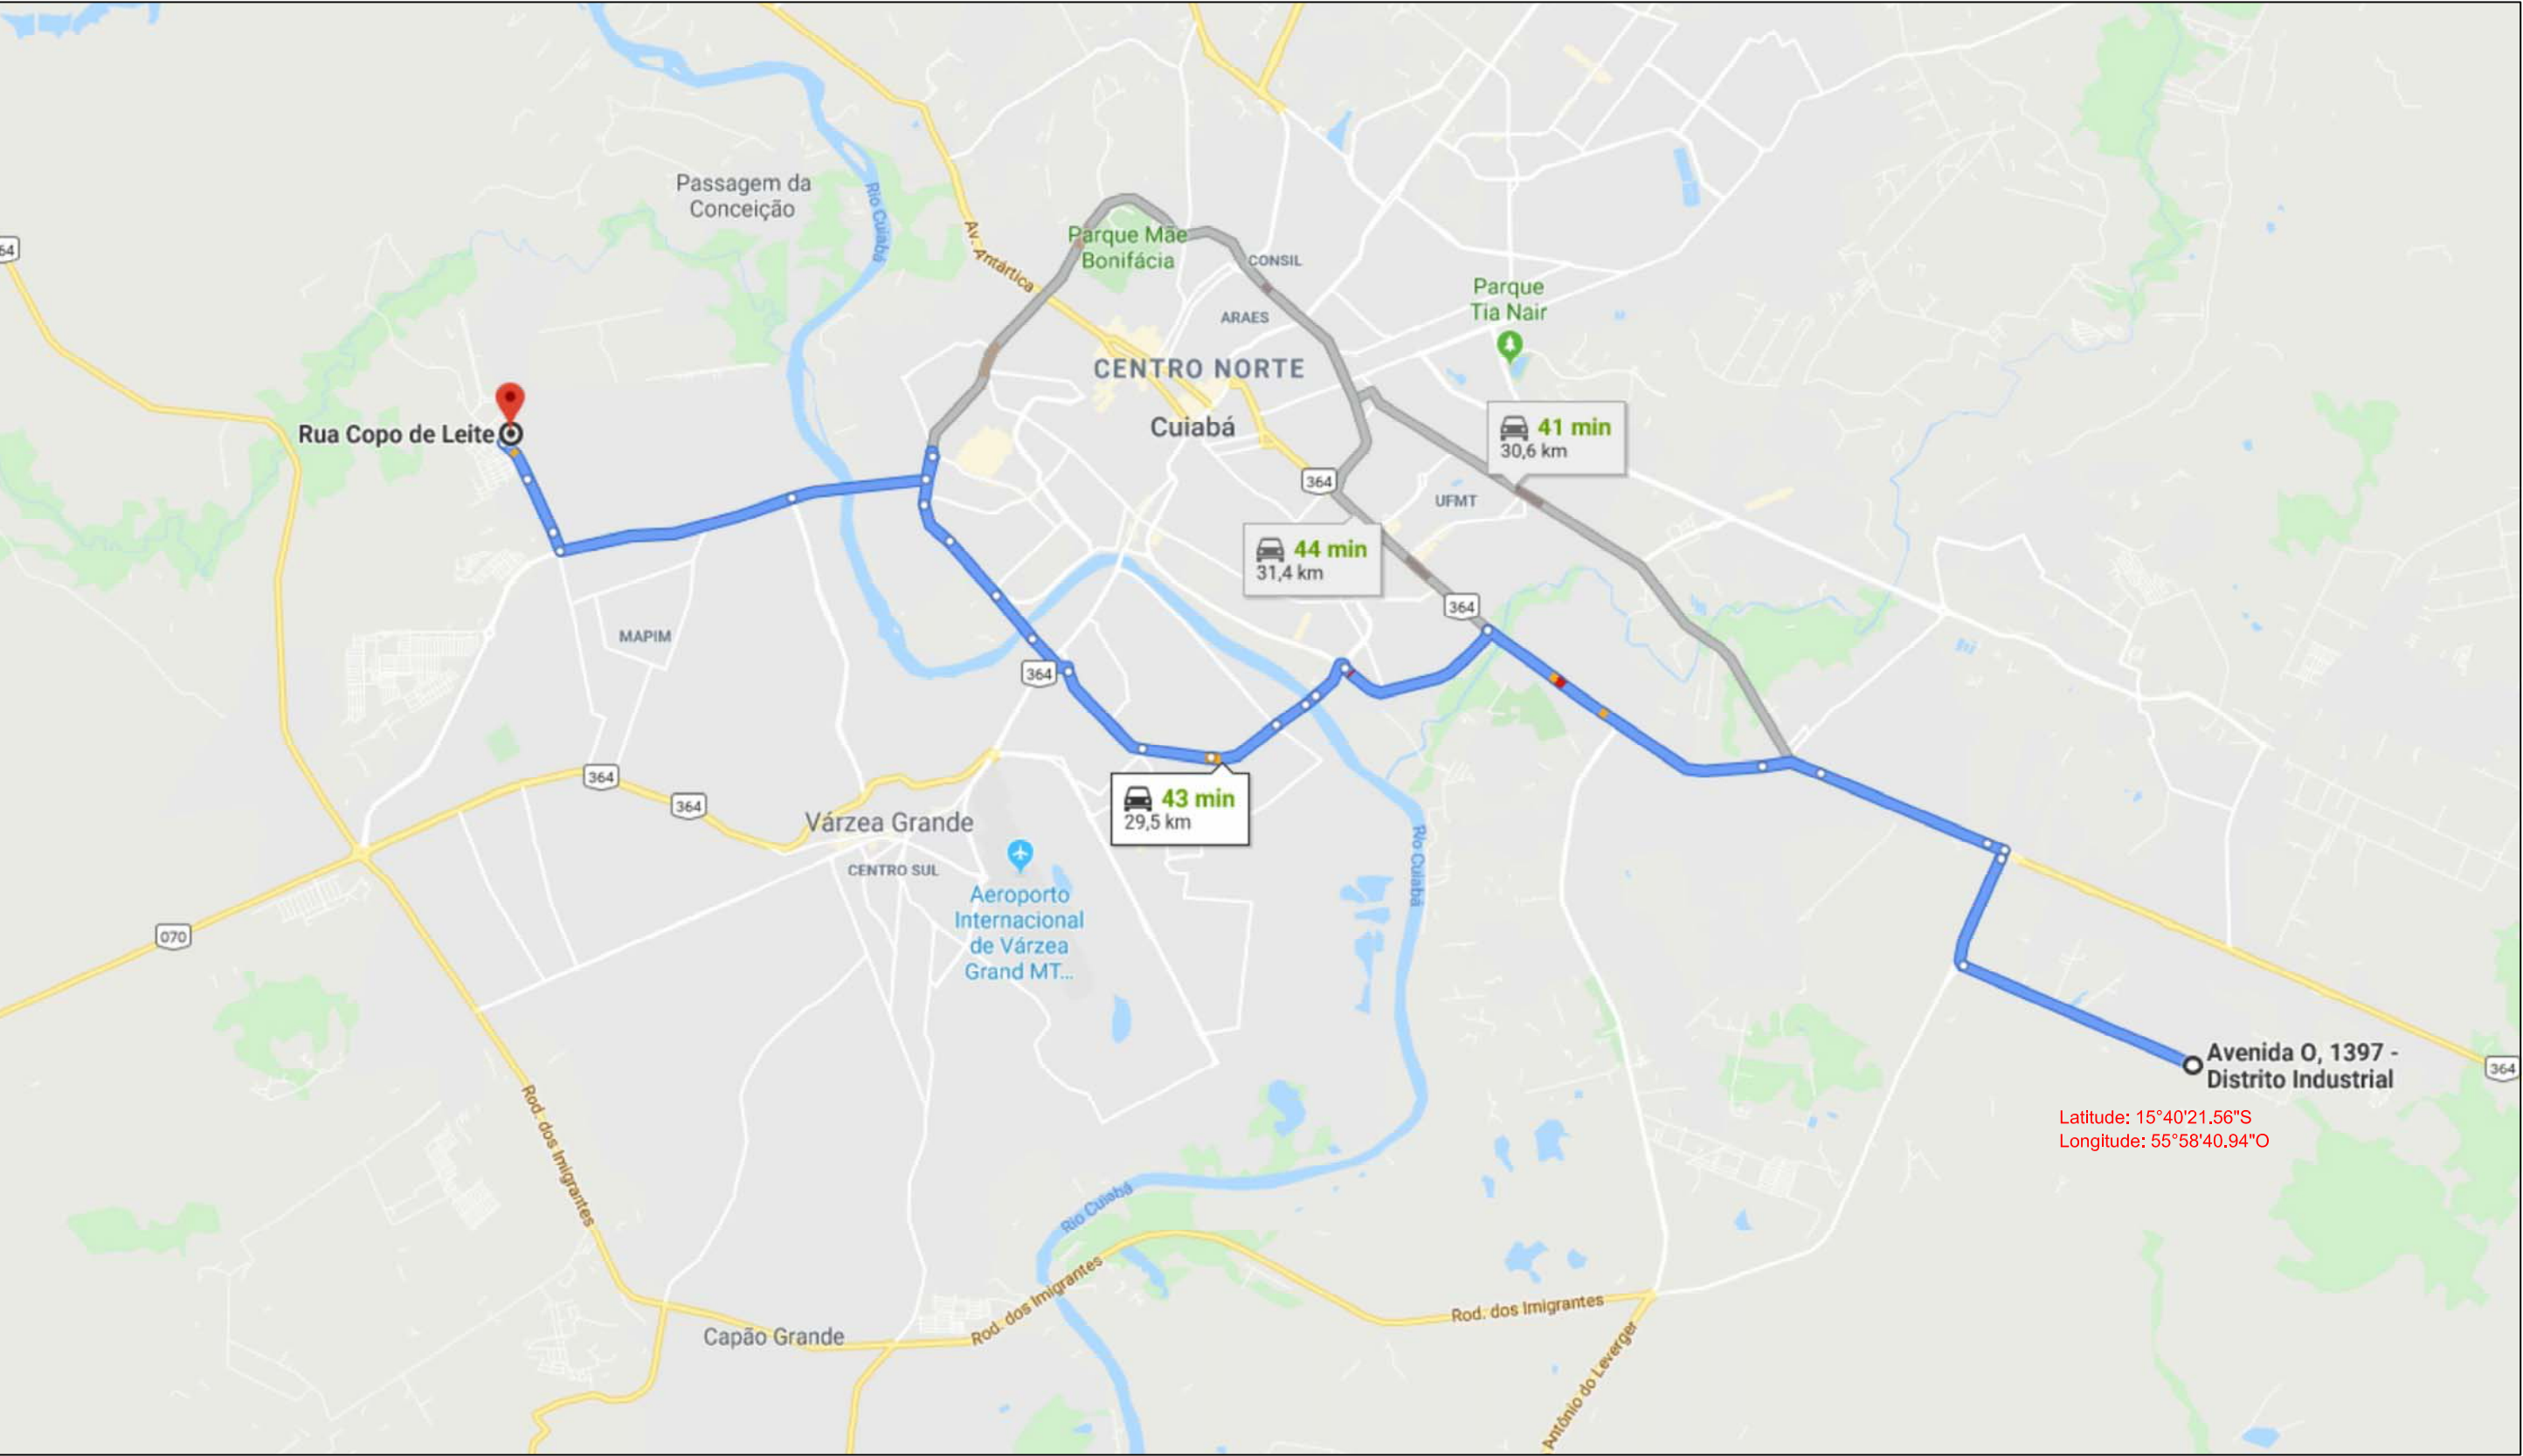 Passagem da
Conceição
Rio Cuiabá
Av. Antártica
Parque Mãe
Bonifácia
CONSIL
ARAES
Parque
Tia Nair
64
CENTRO NORTE
Cuiabá
Rua Copo de Leite
41 min
30,6 km
364
UFMT
44 min
31,4 km
364
MAPIM
364
364
364
43 min
29,5 km
Várzea Grande
CENTRO SUL
Rio Cuiabá
Aeroporto
Internacional
de Várzea
Grand MT...
070
Avenida O, 1397 -
Distrito Industrial
364
Latitude: 15°40'21.56"S
Longitude: 55°58'40.94"O
Rod. dos Imigrantes
Rio Cuiabá
Rod. dos Imigrantes
Rod. dos Imigrantes
Capão Grande
Antônio do Leverger